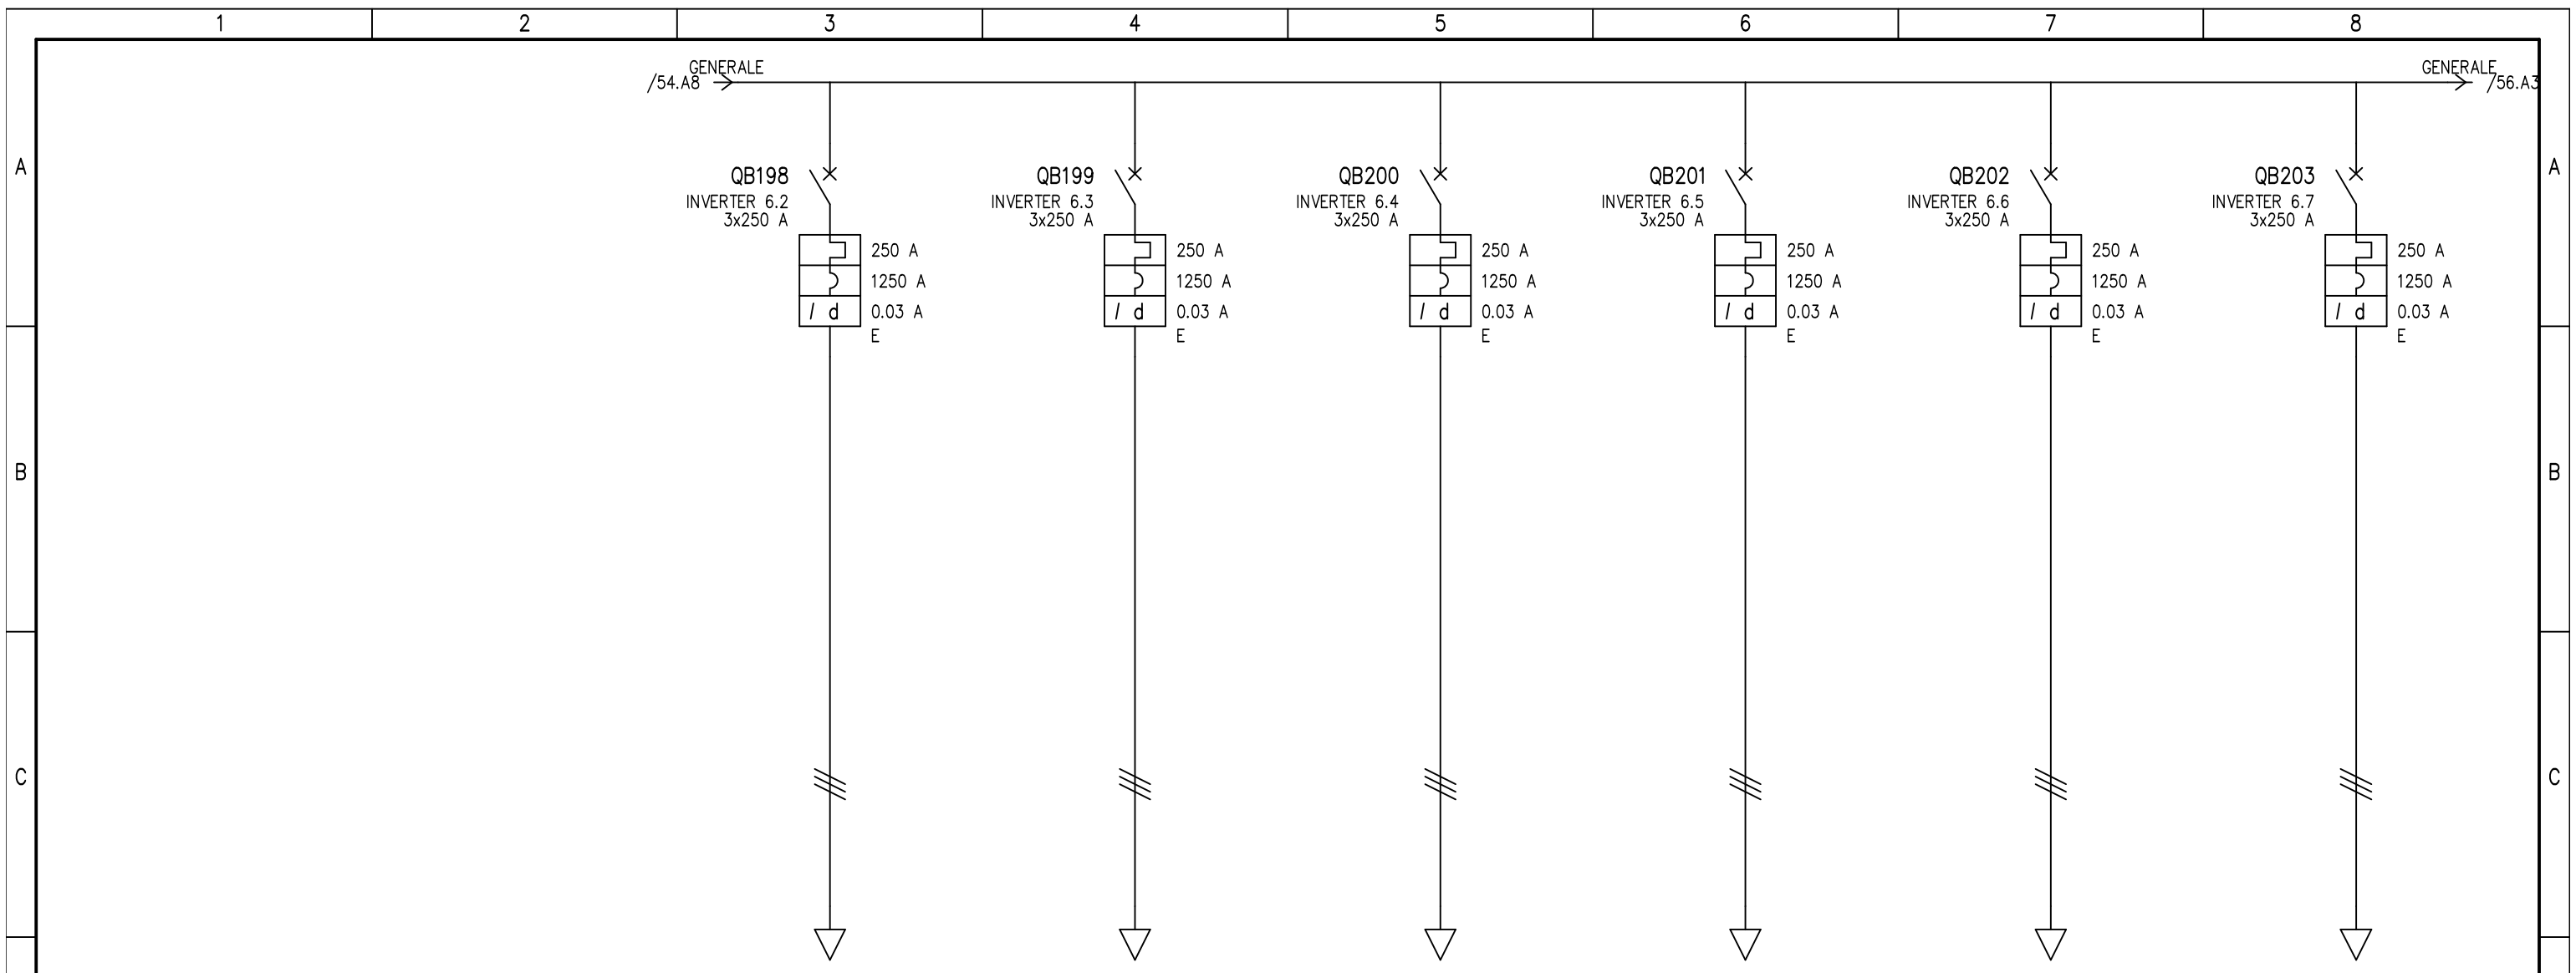 1 2 3 4 5 6 7 8
GENERALE GENERALE
/54.A8 /56.A3
A A
QB198 QB199 QB200 QB201 QB202 QB203
INVERTER 6.2 INVERTER 6.3 INVERTER 6.4 INVERTER 6.5 INVERTER 6.6 INVERTER 6.7
3x250 A 3x250 A 3x250 A 3x250 A 3x250 A 3x250 A
250 A 250 A 250 A 250 A 250 A 250 A
1250 A 1250 A 1250 A 1250 A 1250 A 1250 A
I d 0.03 A I d 0.03 A I d 0.03 A I d 0.03 A I d 0.03 A I d 0.03 A
E E E E E E
B B
C C